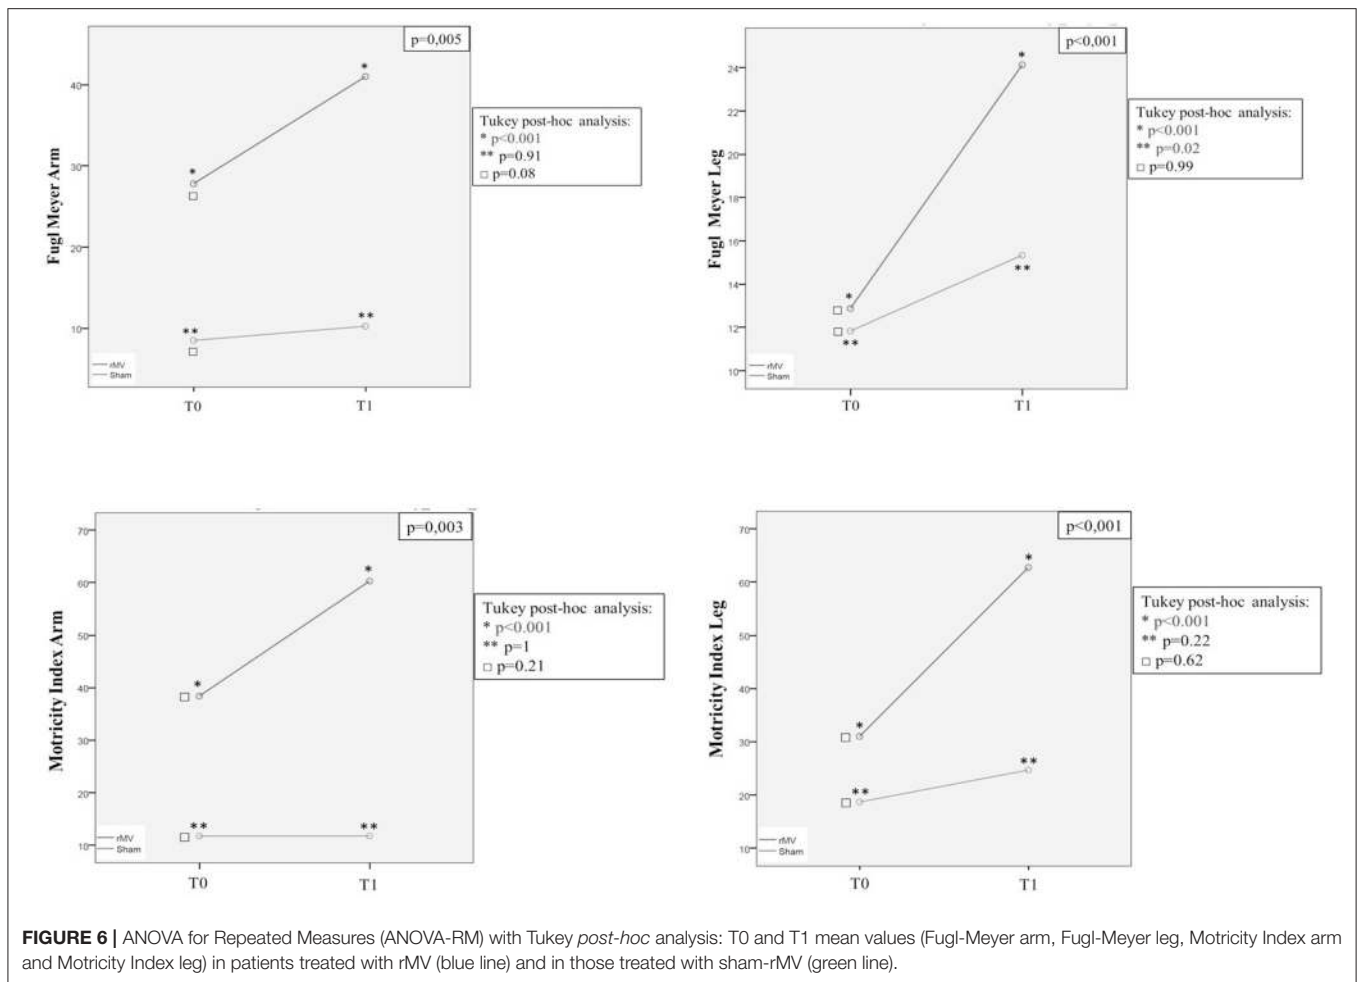 p=0,005
Fugl Meyer Arm
40
30
20
10
*
*
**
**
rMV
Sham
T0
T1
Tukey post-hoc analysis:
* p<0.001
** p=0.91
□ p=0.08
p<0,001
Fugl Meyer Leg
24
22
20
18
16
14
12
10
*
*
**
**
rMV
Sham
T0
T1
Tukey post-hoc analysis:
* p<0.001
** p=0.02
□ p=0.99
p=0,003
Motricity Index Arm
70
60
50
40
30
20
10
*
*
**
**
rMV
Sham
T0
T1
Tukey post-hoc analysis:
* p<0.001
** p=1
□ p=0.21
p<0,001
Motricity Index Leg
70
60
50
40
30
20
10
*
*
**
**
rMV
Sham
T0
T1
Tukey post-hoc analysis:
* p<0.001
** p=0.22
□ p=0.62
FIGURE 6 | ANOVA for Repeated Measures (ANOVA-RM) with Tukey post-hoc analysis: T0 and T1 mean values (Fugl-Meyer arm, Fugl-Meyer leg, Motricity Index arm
and Motricity Index leg) in patients treated with rMV (blue line) and in those treated with sham-rMV (green line).